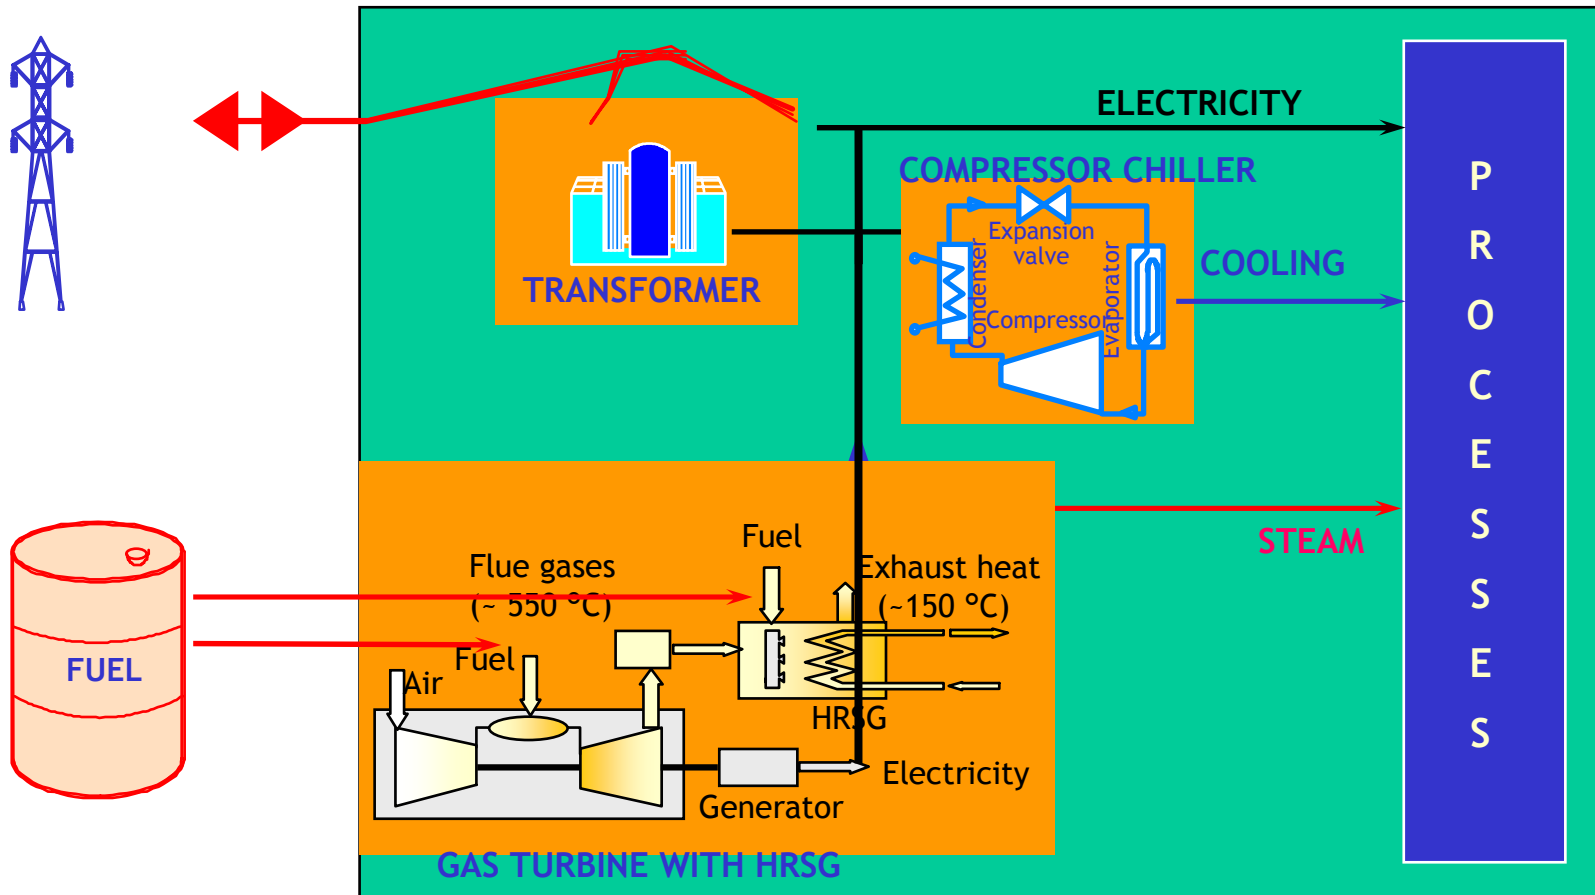 ELECTRICITY
COMPRESSOR CHILLER
Expansion
valve
Condenser
Evaporator
Compressor
COOLING
TRANSFORMER
STEAM
P
R
O
C
E
S
S
E
S
FUEL
Fuel
Flue gases
(~ 550 °C)
Exhaust heat
(~150 °C)
Fuel
Air
HRSG
Electricity
Generator
GAS TURBINE WITH HRSG